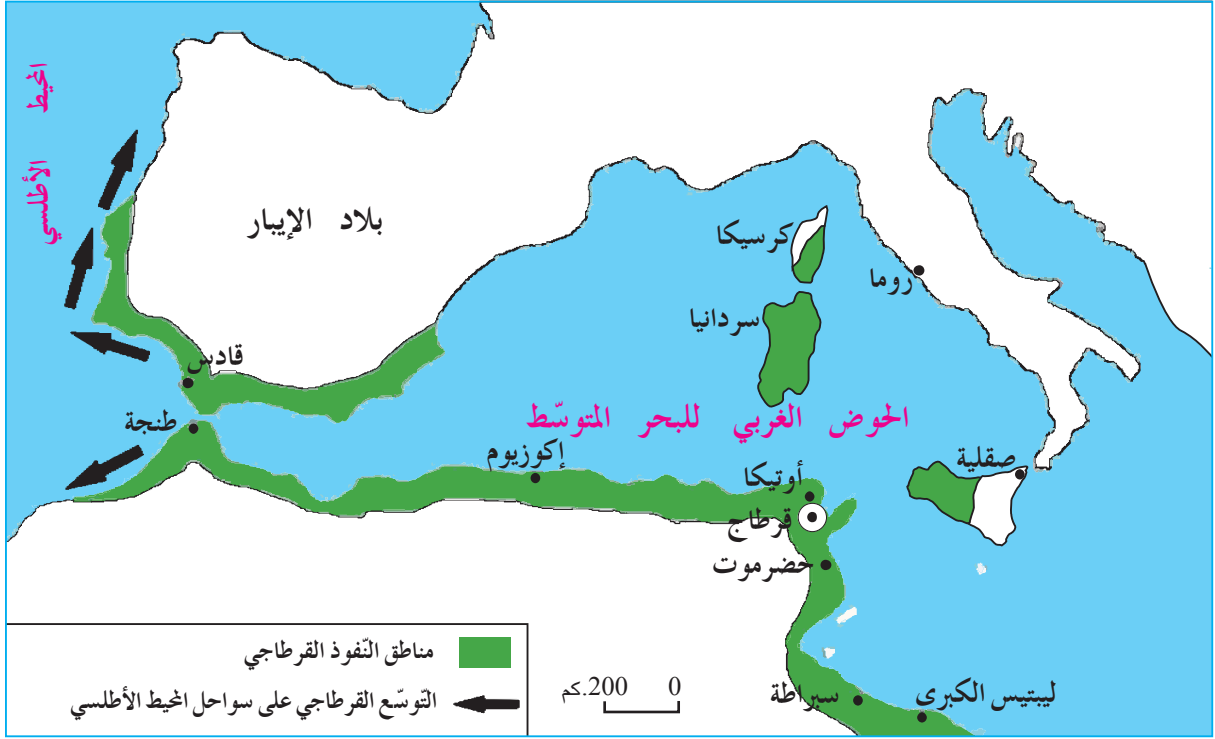 المحيط الأطلسي
بلاد الإيبار
كرسيكا
روما
سردانيا
قادس
الحوض الغربي للبحر المتوسّط
طنجة
صقلية
إكوزيوم
أوتيكا
قرطاج
حضرموت
مناطق النّفوذ القرطاجي
التّوسّع القرطاجي على سواحل المحيط الأطلسي
0 200.كم
سبراطة
ليبتيس الكبرى